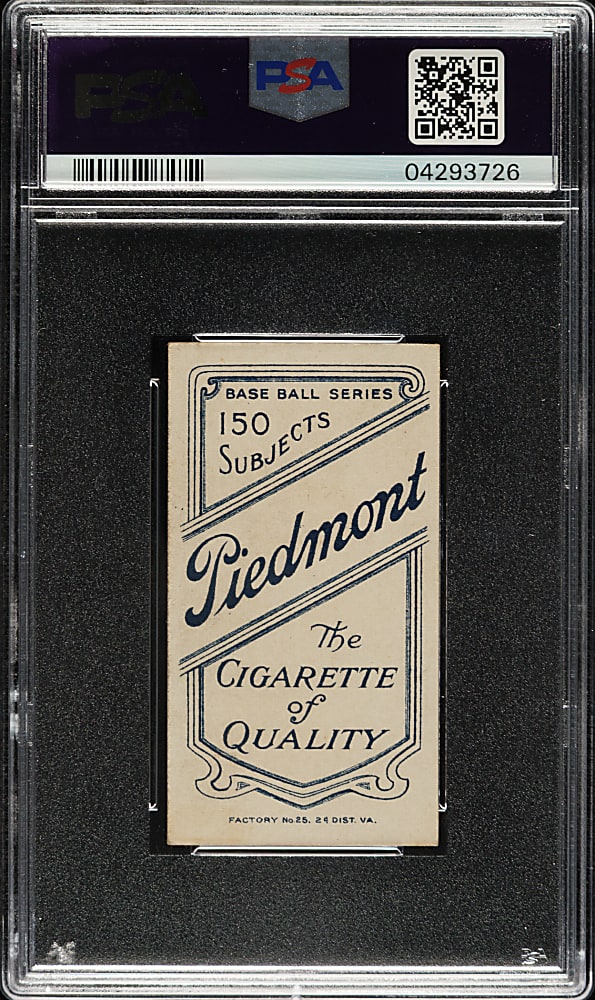 PSA
PSA
04293726
BASE BALL SERIES
150
SUBJECTS
Piedmont
The
CIGARETTE
of
QUALITY
FACTORY No. 25. 2d DIST. VA.